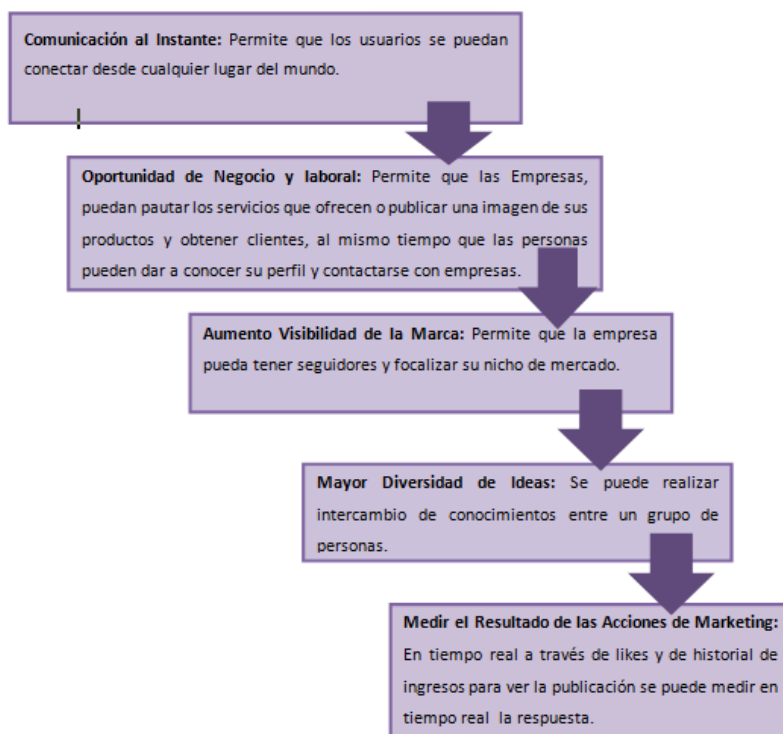 Comunicación al Instante: Permite que los usuarios se puedan
conectar desde cualquier lugar del mundo.
Oportunidad de Negocio y laboral: Permite que las Empresas,
puedan pautar los servicios que ofrecen o publicar una imagen de sus
productos y obtener clientes, al mismo tiempo que las personas
pueden dar a conocer su perfil y contactarse con empresas.
Aumento Visibilidad de la Marca: Permite que la empresa
pueda tener seguidores y focalizar su nicho de mercado.
Mayor Diversidad de Ideas: Se puede realizar
intercambio de conocimientos entre un grupo de
personas.
Medir el Resultado de las Acciones de Marketing:
En tiempo real a través de likes y de historial de
ingresos para ver la publicación se puede medir en
tiempo real la respuesta.